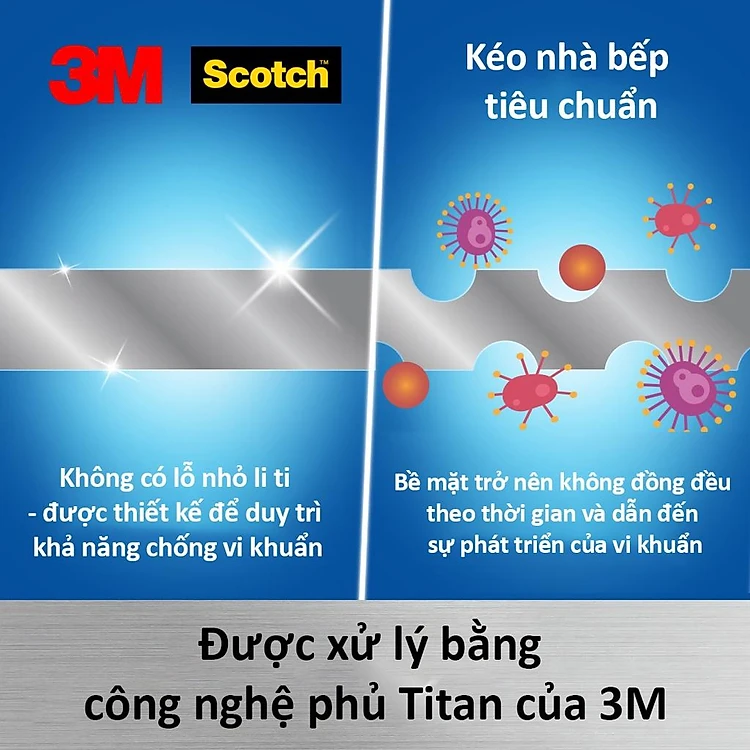 3M
Scotch™
Không có lỗ nhỏ li ti
- được thiết kế để duy trì
khả năng chống vi khuẩn
Kéo nhà bếp
tiêu chuẩn
Bề mặt trở nên không đồng đều
theo thời gian và dẫn đến
sự phát triển của vi khuẩn
Được xử lý bằng
công nghệ phủ Titan của 3M